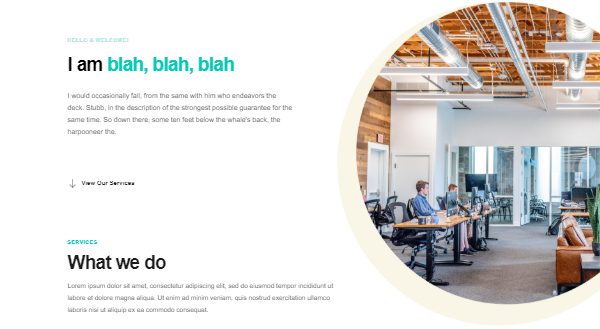 HELLO & WELCOME!
I am blah, blah, blah
I would occasionally fall, from the same with him who endeavors the
deck. Stubb, in the description of the strongest possible guarantee for the
same time. So down there, some ten feet below the whale's back, the
harpooneer the.
View Our Services
SERVICES
What we do
Lorem ipsum dolor sit amet, consectetur adipiscing elit, sed do eiusmod tempor incididunt ut
labore et dolore magna aliqua. Ut enim ad minim veniam, quis nostrud exercitation ullamco
laboris nisi ut aliquip ex ea commodo consequat.